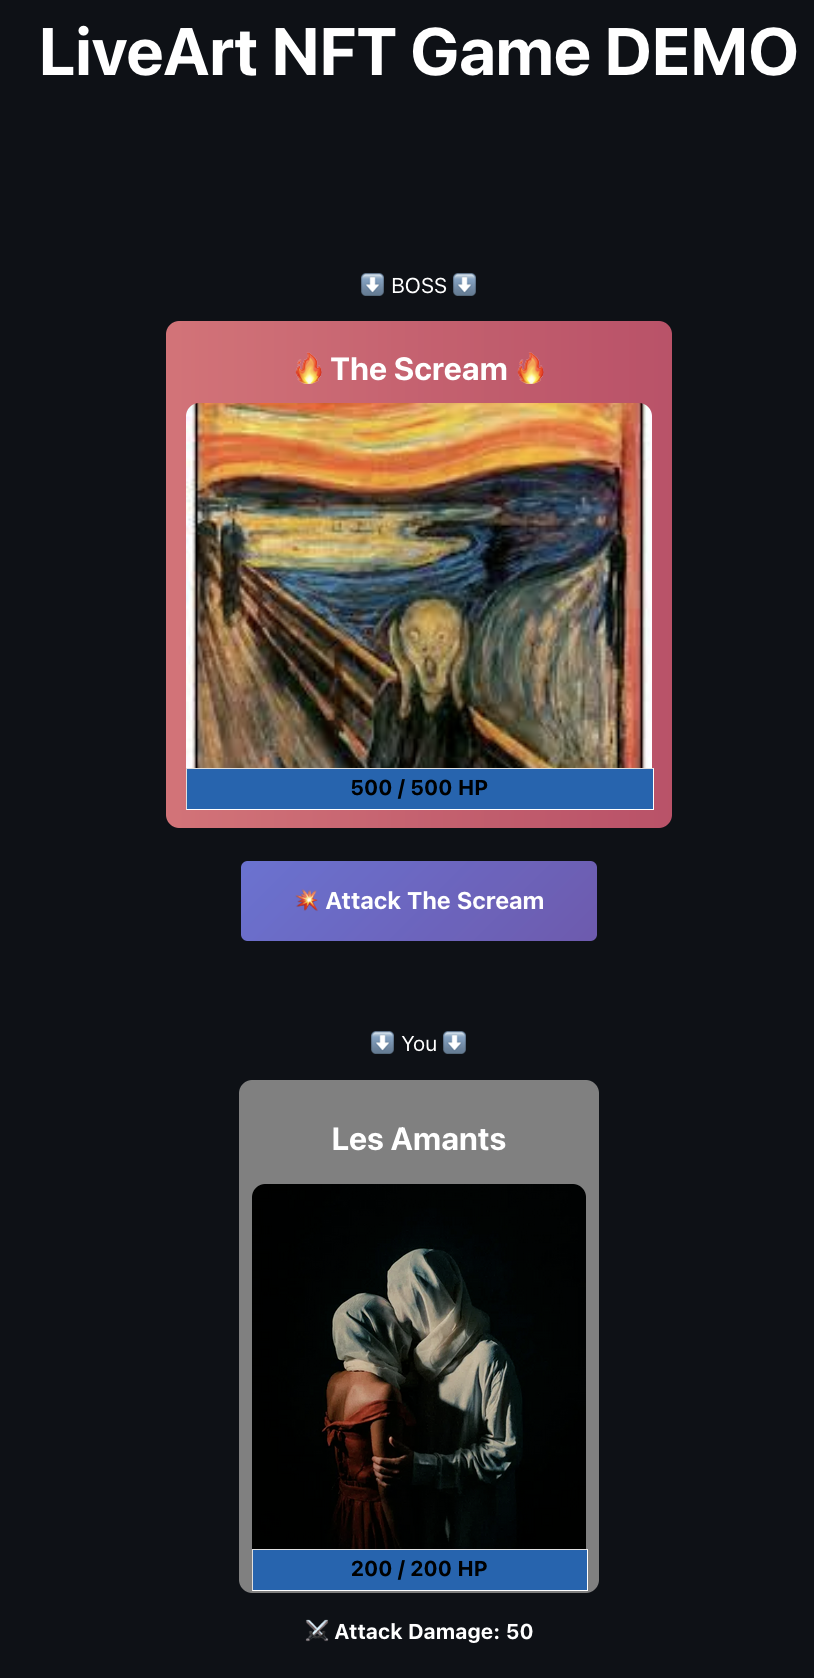 LiveArt NFT Game DEMO
⬇️ BOSS ⬇️
🔥 The Scream 🔥
500 / 500 HP
💥 Attack The Scream
⬇️ You ⬇️
Les Amants
200 / 200 HP
⚔️ Attack Damage: 50